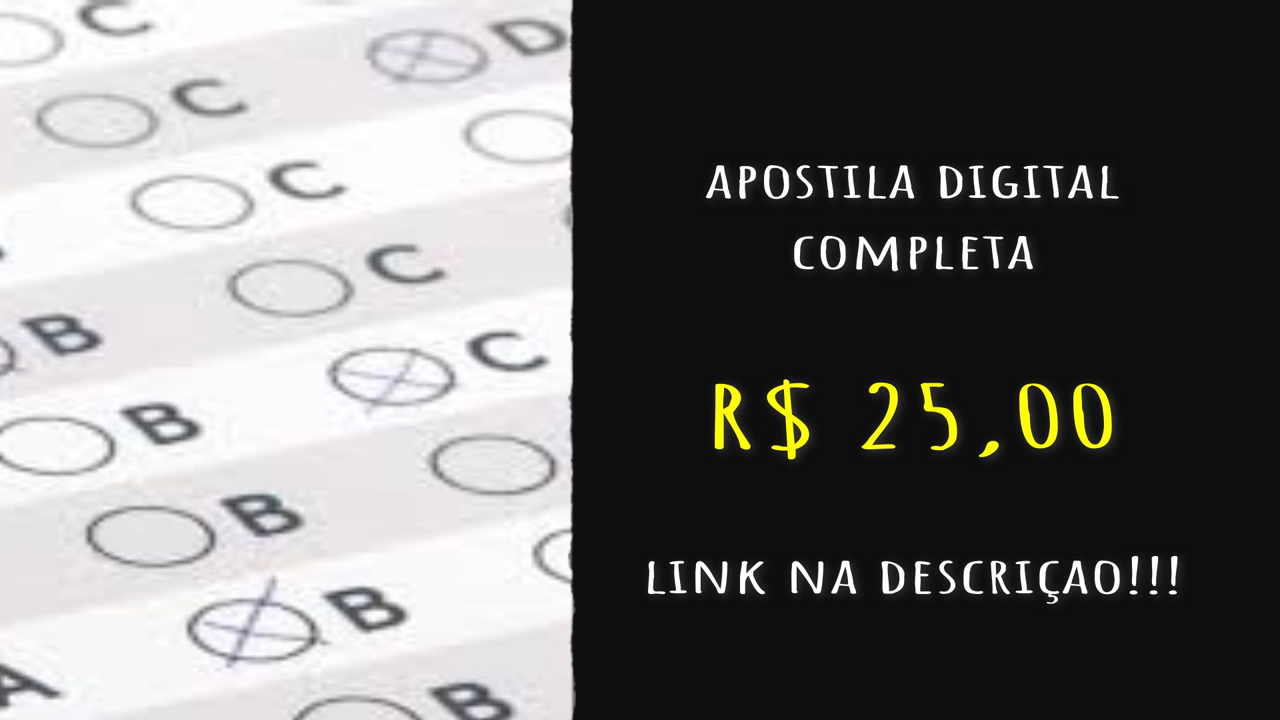 C
D
C
C
C
B
C
B
B
B
A
B
APOSTILA DIGITAL
COMPLETA
R$ 25,00
LINK NA DESCRIÇAO!!!